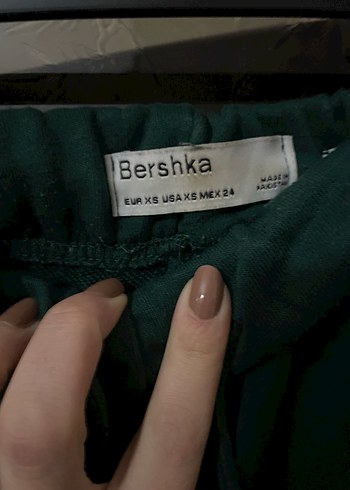 Bershka
EUR XS USA XS MEX 24
MADE IN
PAKISTAN